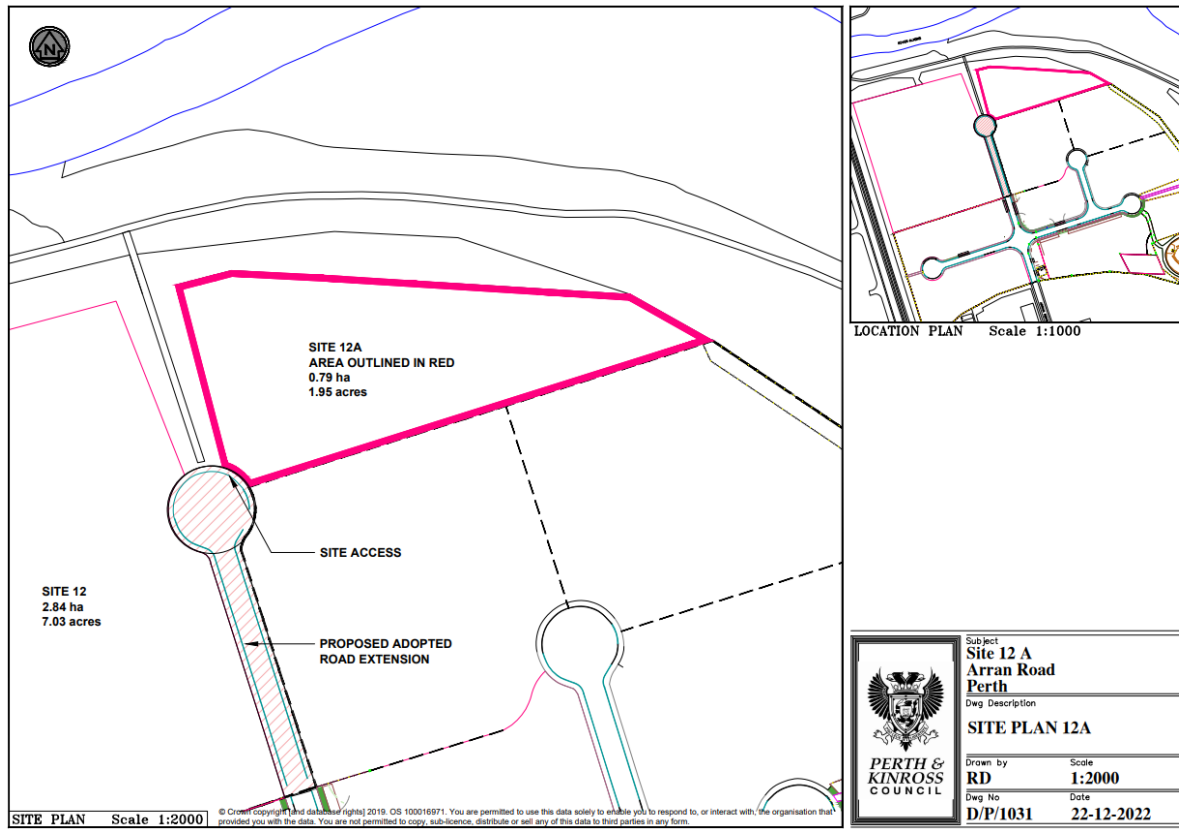 N
SITE 12A
AREA OUTLINED IN RED
0.79 ha
1.95 acres
SITE ACCESS
SITE 12
2.84 ha
7.03 acres
PROPOSED ADOPTED
ROAD EXTENSION
SITE PLAN Scale 1:2000
© Crown copyright [and database rights] 2019. OS 100016971. You are permitted to use this data solely to enable you to respond to, or interact with, the organisation that
provided you with the data. You are not permitted to copy, sub-licence, distribute or sell any of this data to third parties in any form.
LOCATION PLAN Scale 1:1000
PERTH &
KINROSS
COUNCIL
Subject
Site 12 A
Arran Road
Perth
Dwg Description
SITE PLAN 12A
Drawn by Scale
RD 1:2000
Dwg No Date
D/P/1031 22-12-2022